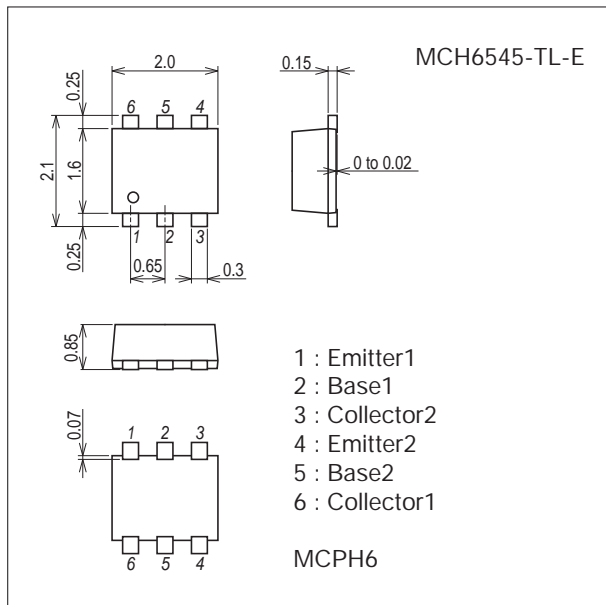 MCH6545-TL-E
2.0
0.15
0.25
6 5 4
2.1
1.6
0 to 0.02
0.25
1 2 3
0.65
0.3
0.85
1 : Emitter1
2 : Base1
3 : Collector2
4 : Emitter2
5 : Base2
6 : Collector1
0.07
1 2 3
6 5 4
MCPH6